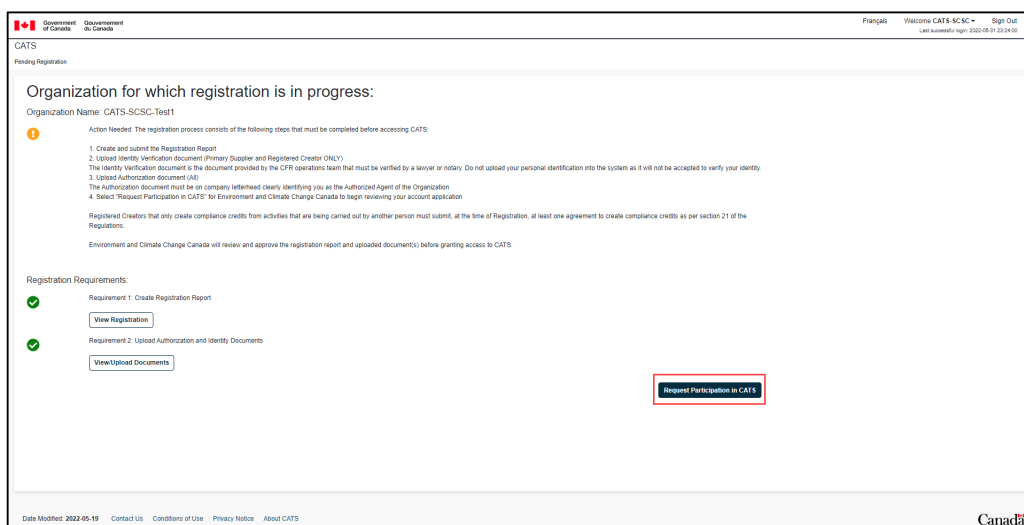 Government of Canada
Gouvernement du Canada
Français
Welcome CATS-SCSC
Sign Out
Last successful login: 2022-05-31 23:24:00
CATS
Pending Registration
Organization for which registration is in progress:
Organization Name: CATS-SCSC-Test1
Action Needed: The registration process consists of the following steps that must be completed before accessing CATS:
1. Create and submit the Registration Report
2. Upload Identity Verification document (Primary Supplier and Registered Creator ONLY)
The Identity Verification document is the document provided by the CFR operations team that must be verified by a lawyer or notary. Do not upload your personal identification into the system as it will not be accepted to verify your identity.
3. Upload Authorization document (All)
The Authorization document must be on company letterhead clearly identifying you as the Authorized Agent of the Organization.
4. Select "Request Participation in CATS" for Environment and Climate Change Canada to begin reviewing your account application
Registered Creators that only create compliance credits from activities that are being carried out by another person must submit, at the time of Registration, at least one agreement to create compliance credits as per section 21 of the
Regulations.
Environment and Climate Change Canada will review and approve the registration report and uploaded document(s) before granting access to CATS.
Registration Requirements:
Requirement 1: Create Registration Report
View Registration
Requirement 2: Upload Authorization and Identity Documents
View/Upload Documents
Request Participation in CATS
Date Modified: 2022-05-19 Contact Us Conditions of Use Privacy Notice About CATS
Canada